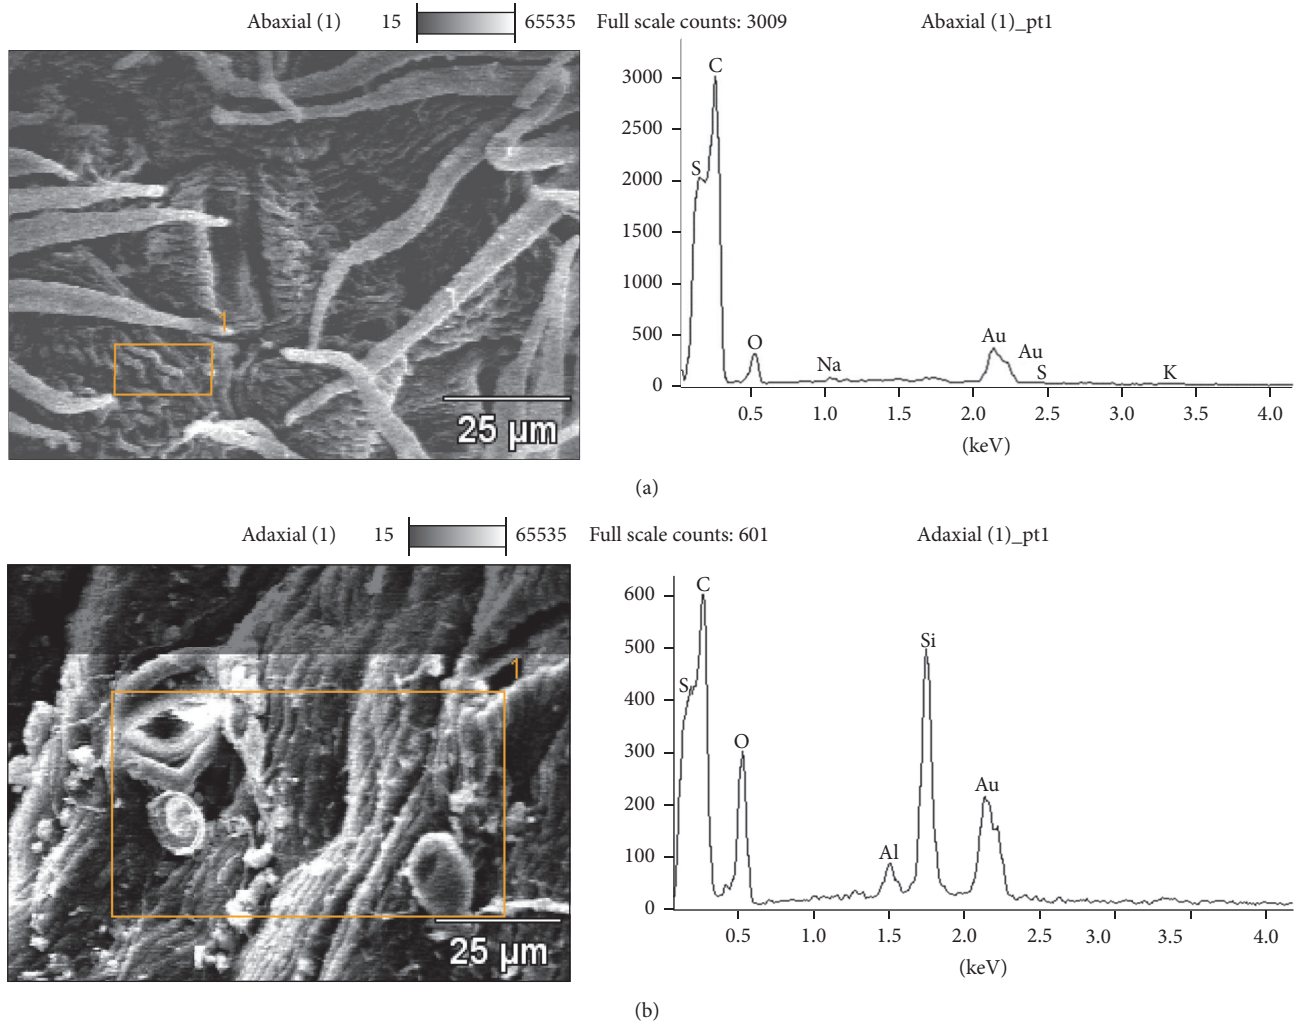 Abaxial (1) 15 65535 Full scale counts: 3009 Abaxial (1)_pt1
1
25 µm
C
S
O
Na
Au
Au
S
K
3000
2500
2000
1500
1000
500
0
0.5 1.0 1.5 2.0 2.5 3.0 3.5 4.0
(keV)
(a)
Adaxial (1) 15 65535 Full scale counts: 601 Adaxial (1)_pt1
1
25 µm
C
S
O
Al
Si
Au
600
500
400
300
200
100
0
0.5 1.0 1.5 2.0 2.5 3.0 3.5 4.0
(keV)
(b)